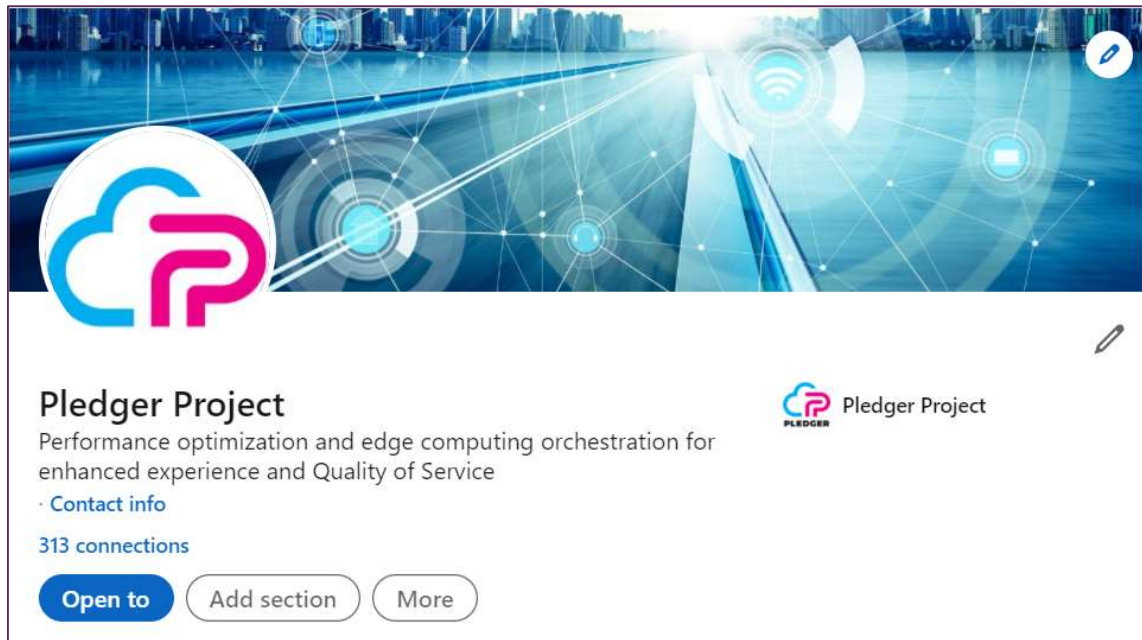 Pledger Project
Performance optimization and edge computing orchestration for
enhanced experience and Quality of Service
· Contact info
313 connections
Open to
Add section
More
PLEDGER
Pledger Project